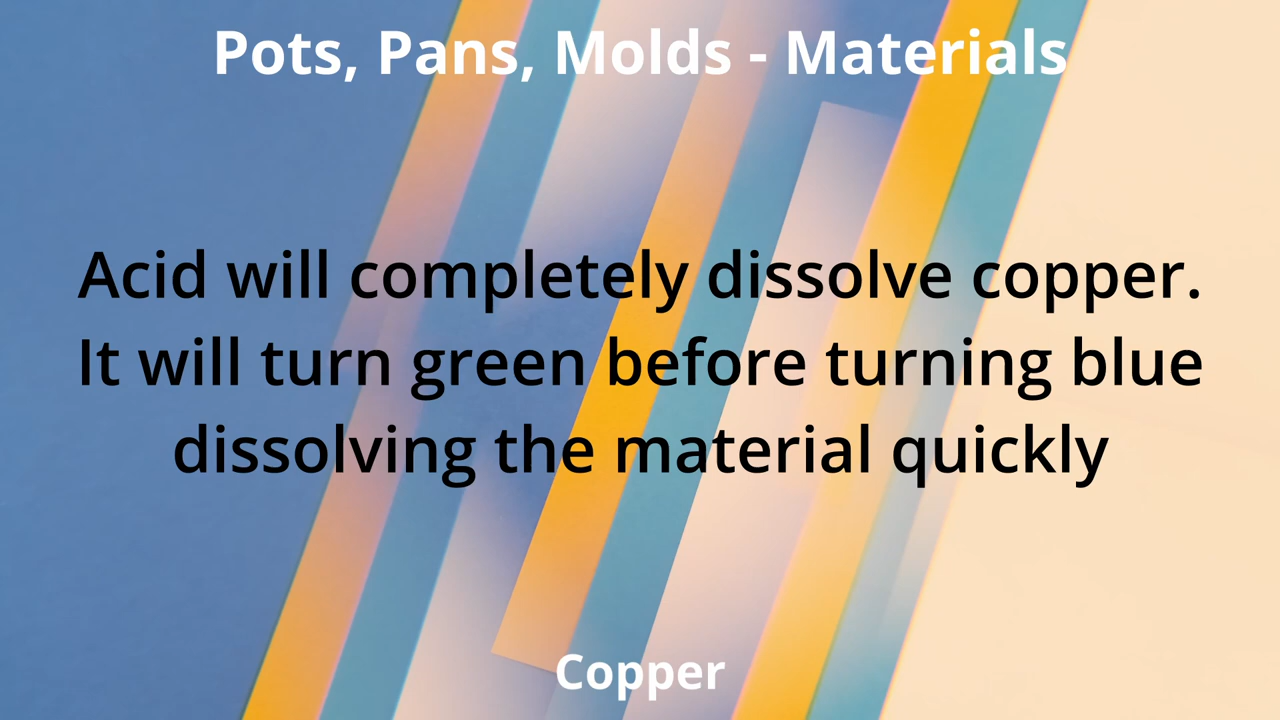 Pots, Pans, Molds - Materials
Acid will completely dissolve copper.
It will turn green before turning blue
dissolving the material quickly
Copper